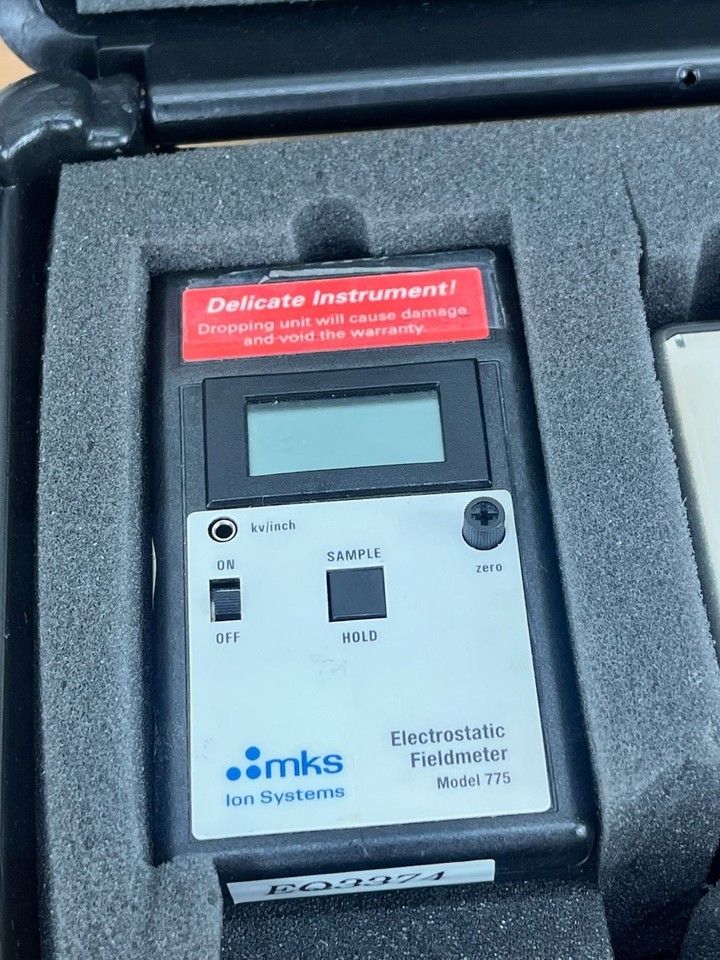 Delicate Instrument!
Dropping unit will cause damage
and void the warranty.
kv/inch
ON
SAMPLE
zero
OFF
HOLD
Electrostatic
Fieldmeter
Model 775
mks
Ion Systems
EQ3374